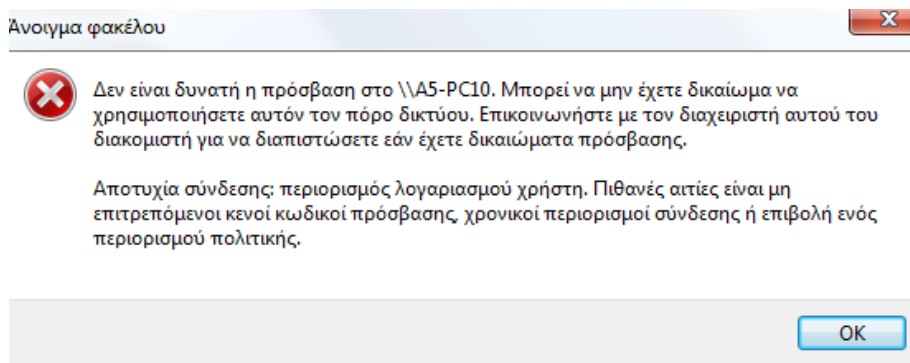 Άνοιγμα φακέλου
Δεν είναι δυνατή η πρόσβαση στο \\A5-PC10. Μπορεί να μην έχετε δικαίωμα να
χρησιμοποιήσετε αυτόν τον πόρο δικτύου. Επικοινωνήστε με τον διαχειριστή αυτού του
διακομιστή για να διαπιστώσετε εάν έχετε δικαιώματα πρόσβασης.
Αποτυχία σύνδεσης: περιορισμός λογαριασμού χρήστη. Πιθανές αιτίες είναι μη
επιτρεπόμενοι κενοί κωδικοί πρόσβασης, χρονικοί περιορισμοί σύνδεσης ή επιβολή ενός
περιορισμού πολιτικής.
OK